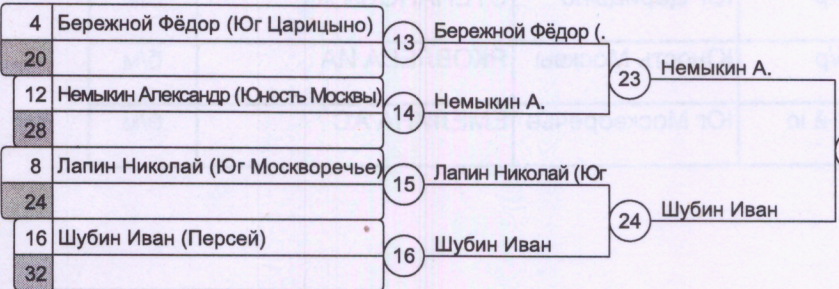 4 Бережной Фёдор (Юг Царицыно)
20
13 Бережной Фёдор (.
12 Немыкин Александр (Юность Москвы)
28
14 Немыкин А.
23 Немыкин А.
8 Лапин Николай (Юг Москворечье)
24
15 Лапин Николай (Юг
16 Шубин Иван (Персей)
32
16 Шубин Иван
24 Шубин Иван